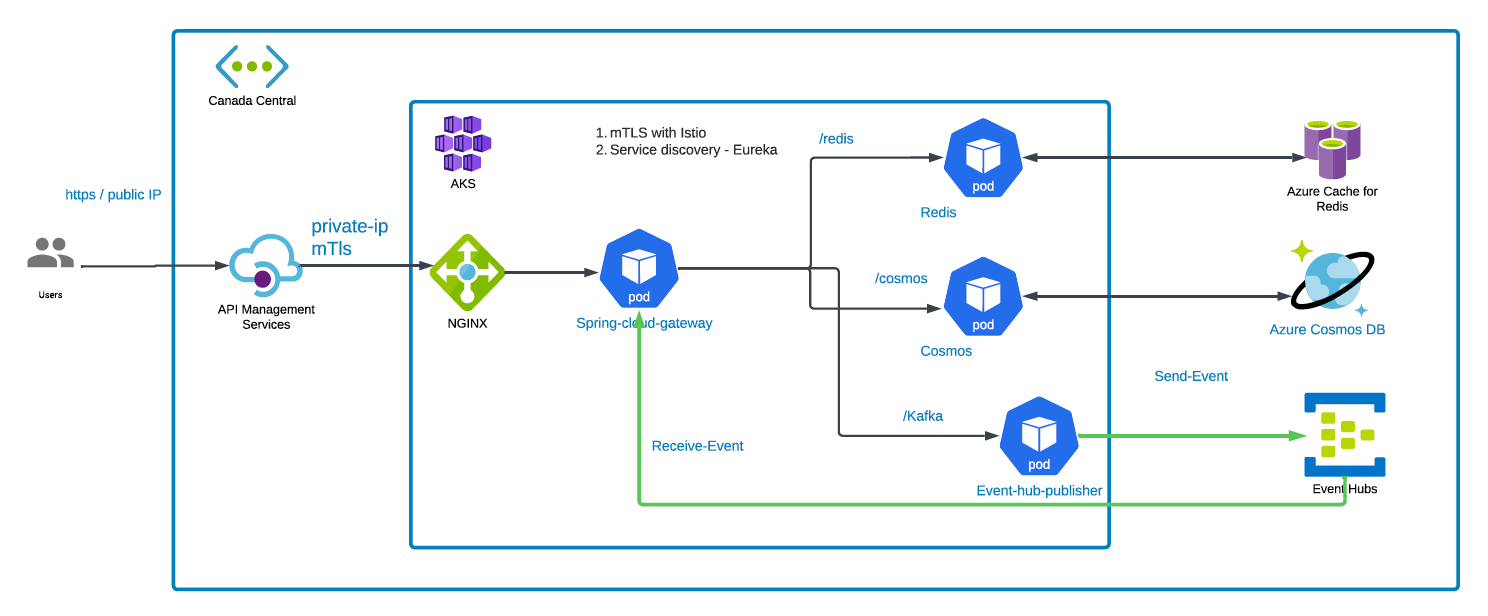 Canada Central
https / public IP
Users
API Management
Services
private-ip
mTls
AKS
1. mTLS with Istio
2. Service discovery - Eureka
NGINX
pod
Spring-cloud-gateway
/redis
pod
Redis
/cosmos
pod
Cosmos
/Kafka
pod
Event-hub-publisher
Receive-Event
Azure Cache for
Redis
Azure Cosmos DB
Send-Event
Event Hubs